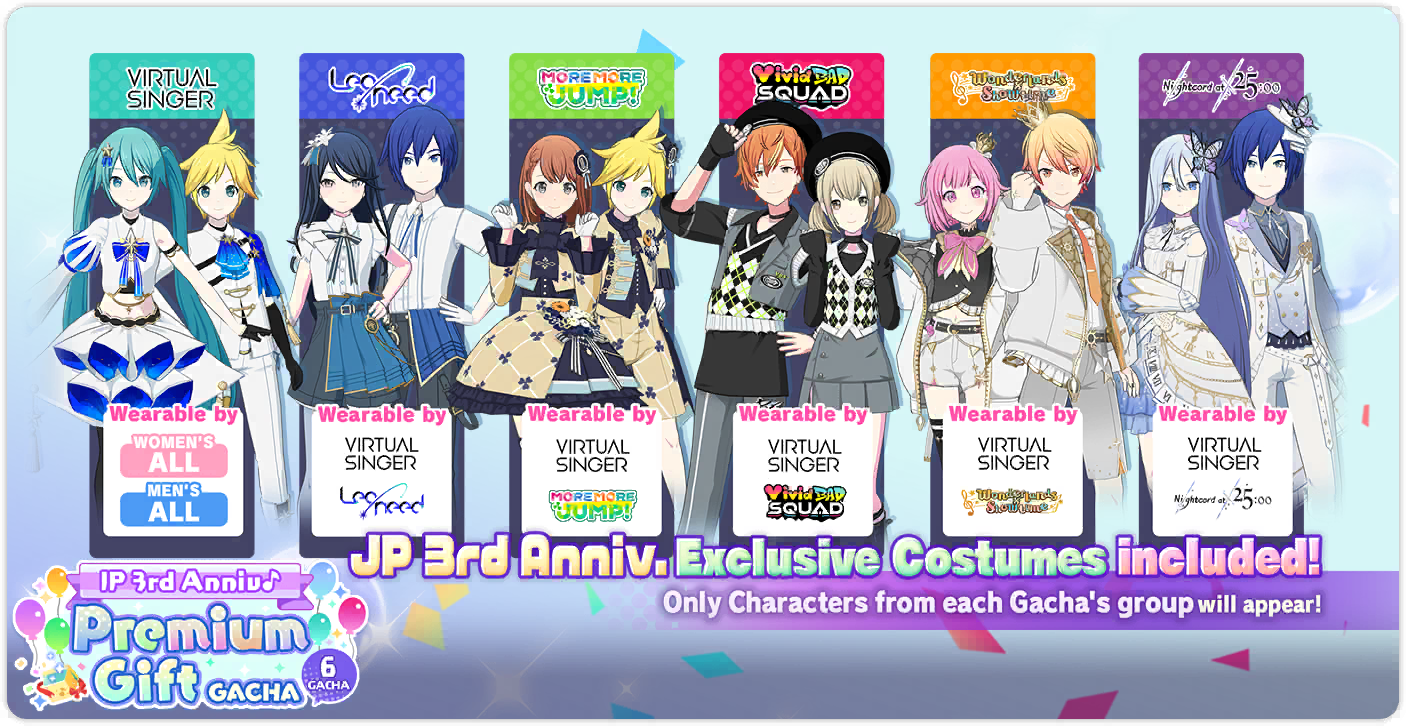 VIRTUAL
SINGER
Leo/need
MORE MORE
JUMP!
Vivid BAD
SQUAD
Wonderlands
×Showtime
Nightcord at 25:00
Wearable by
WOMEN'S
ALL
MEN'S
ALL
Wearable by
VIRTUAL
SINGER
Leo/need
Wearable by
VIRTUAL
SINGER
MORE MORE
JUMP!
Wearable by
VIRTUAL
SINGER
Vivid BAD
SQUAD
Wearable by
VIRTUAL
SINGER
Wonderlands
×Showtime
Wearable by
VIRTUAL
SINGER
Nightcord at 25:00
JP 3rd Anniv. Exclusive Costumes included!
Only Characters from each Gacha's group will appear!
JP 3rd Anniv♪
Premium
Gift GACHA
6
GACHA